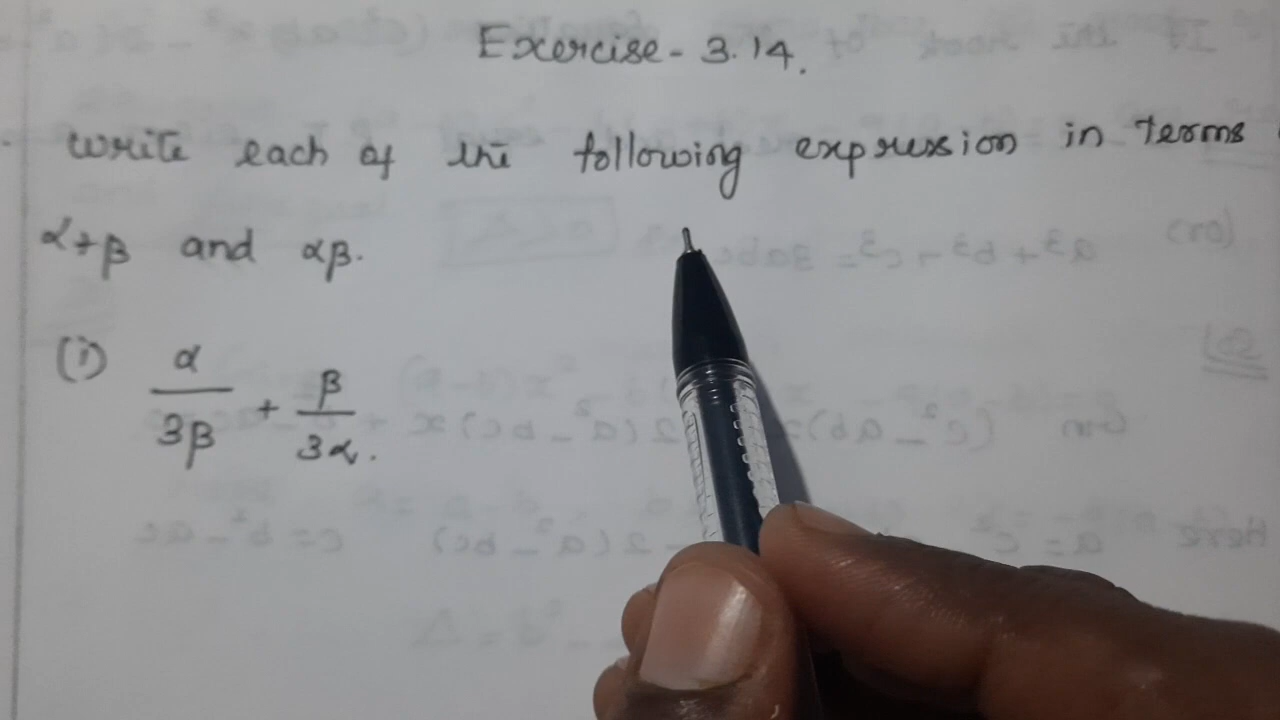 Exercise - 3.14.
write each of the following expression in terms
α+β and αβ.
(i) α/3β + β/3α.